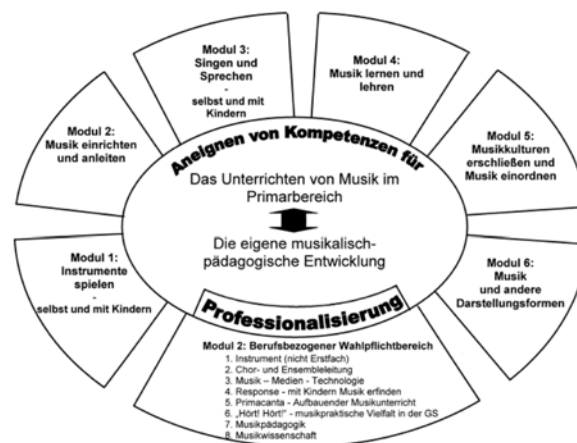 Modul 3:
Singen und
Sprechen
-
selbst und mit
Kindern
Modul 4:
Musik lernen und
lehren
Modul 2:
Musik einrichten
und anleiten
Modul 5:
Musikkulturen
erschließen und
Musik einordnen
Aneignen von Kompetenzen für
Das Unterrichten von Musik im
Primarbereich
Die eigene musikalisch-
pädagogische Entwicklung
Modul 1:
Instrumente
spielen
-
selbst und mit Kindern
Modul 6:
Musik
und andere
Darstellungsformen
Professionalisierung
Modul 2: Berufsbezogener Wahlpflichtbereich
1. Instrument (nicht Erstfach)
2. Chor- und Ensembleleitung
3. Musik – Medien - Technologie
4. Response - mit Kindern Musik erfinden
5. Primacanta - Aufbauender Musikunterricht
6. „Hört! Hört!" - musikpraktische Vielfalt in der GS
7. Musikpädagogik
8. Musikwissenschaft